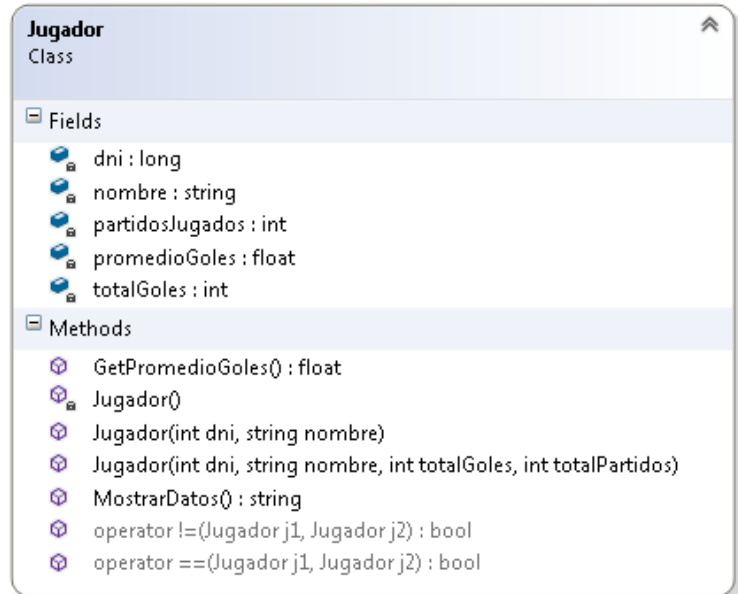 Jugador
Class
Fields
dni : long
nombre : string
partidosJugados : int
promedioGoles : float
totalGoles : int
Methods
GetPromedioGoles() : float
Jugador()
Jugador(int dni, string nombre)
Jugador(int dni, string nombre, int totalGoles, int totalPartidos)
MostrarDatos() : string
operator !=(Jugador j1, Jugador j2) : bool
operator ==(Jugador j1, Jugador j2) : bool